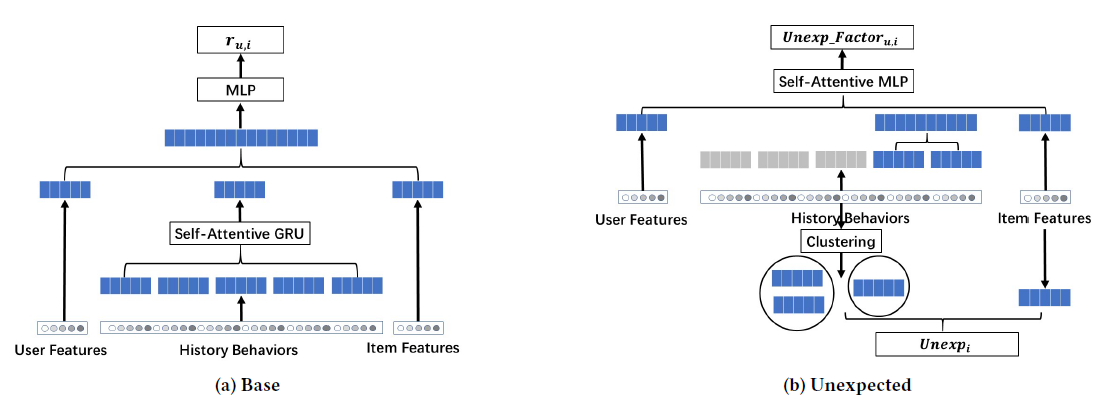 r_{u,i}
MLP
Self-Attentive GRU
User Features
History Behaviors
Item Features
(a) Base
Unexp_Factor_{u,i}
Self-Attentive MLP
User Features
History Behaviors
Item Features
Clustering
Unexp_i
(b) Unexpected